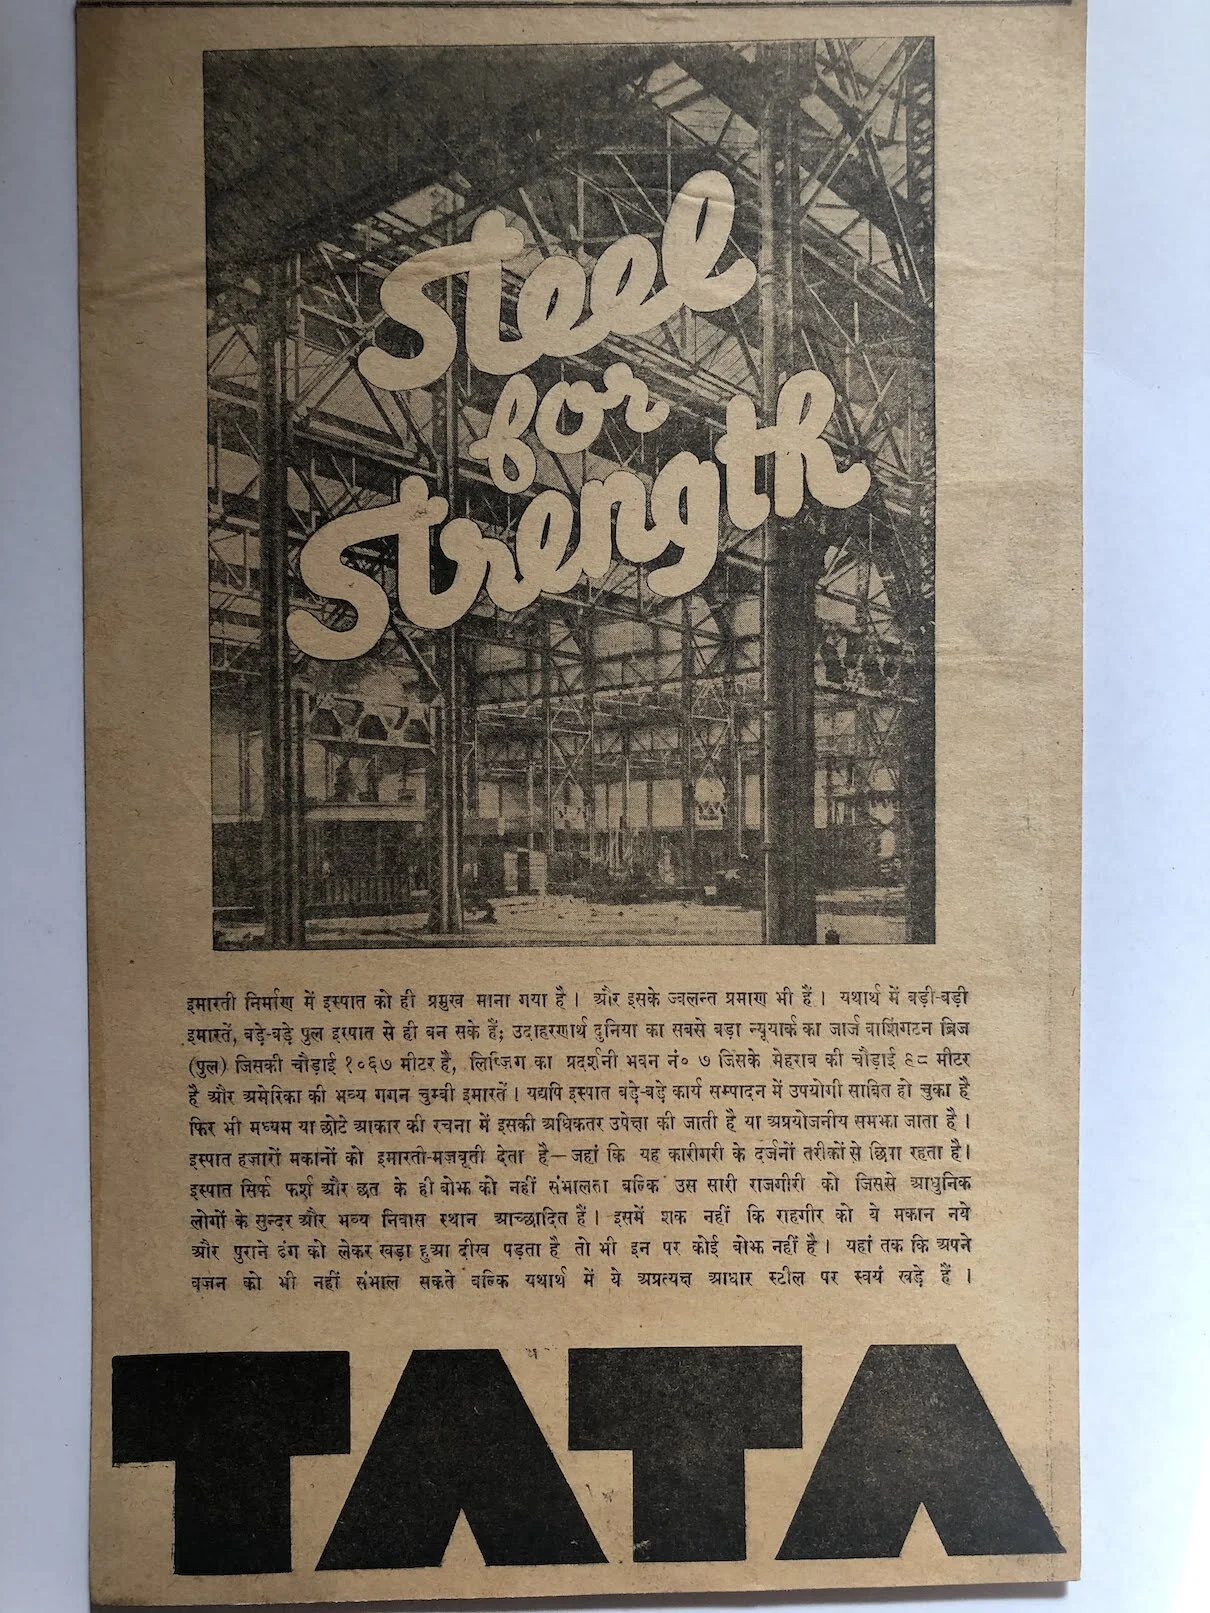 Steel
for
Strength
इमारती निर्माण में इस्पात को ही प्रमुख माना गया है। और इसके ज्वलन्त प्रमाण भी हैं। यथार्थ में बड़ी-बड़ी
इमारतें, बड़े-बड़े पुल इस्पात से ही बन सके हैं; उदाहरणार्थ दुनिया का सबसे बड़ा न्यूयार्क का जार्ज वाशिंगटन ब्रिज
(पुल) जिसकी चौड़ाई १०६७ मीटर है, लिप्ज़िग का प्रदर्शनी भवन नं० ७ जिसके मेहराव की चौड़ाई ९८ मीटर
है और अमेरिका की भव्य गगन चुम्वी इमारतें। यद्यपि इस्पात बड़े-बड़े कार्य सम्पादन में उपयोगी सावित हो चुका है
फिर भी मध्यम या छोटे आकार की रचना में इसकी अधिकतर उपेक्षा की जाती है या अप्रयोजनीय समझा जाता है।
इस्पात हज़ारों मकानों को इमारती-मज़बूती देता है—जहां कि यह कारीगरी के दर्जनों तरीकों से छिपा रहता है।
इस्पात सिर्फ फर्श और छत के ही बोझ को नहीं संभालता बल्कि उस सारी राजगीरी को जिससे आधुनिक
लोगों के सुन्दर और भव्य निवास स्थान आच्छादित हैं। इसमें शक नहीं कि राहगीर को ये मकान नये
और पुराने ढंग को लेकर खड़ा हुआ दीख पड़ता है तो भी इन पर कोई बोझ नहीं है। यहां तक कि अपने
वज़न को भी नहीं संभाल सकते बल्कि यथार्थ में ये अप्रत्यक्ष आधार स्टील पर स्वयं खड़े हैं।
TATA